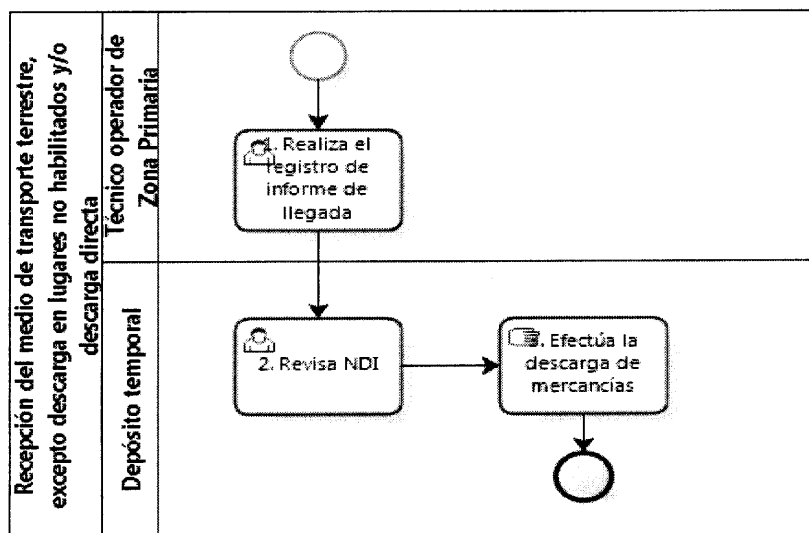 Recepción del medio de transporte terrestre,
excepto descarga en lugares no habilitados y/o
descarga directa
Técnico operador de
Zona Primaria
1. Realiza el
registro de
informe de
llegada
Depósito temporal
2. Revisa NDI
3. Efectúa la
descarga de
mercancías